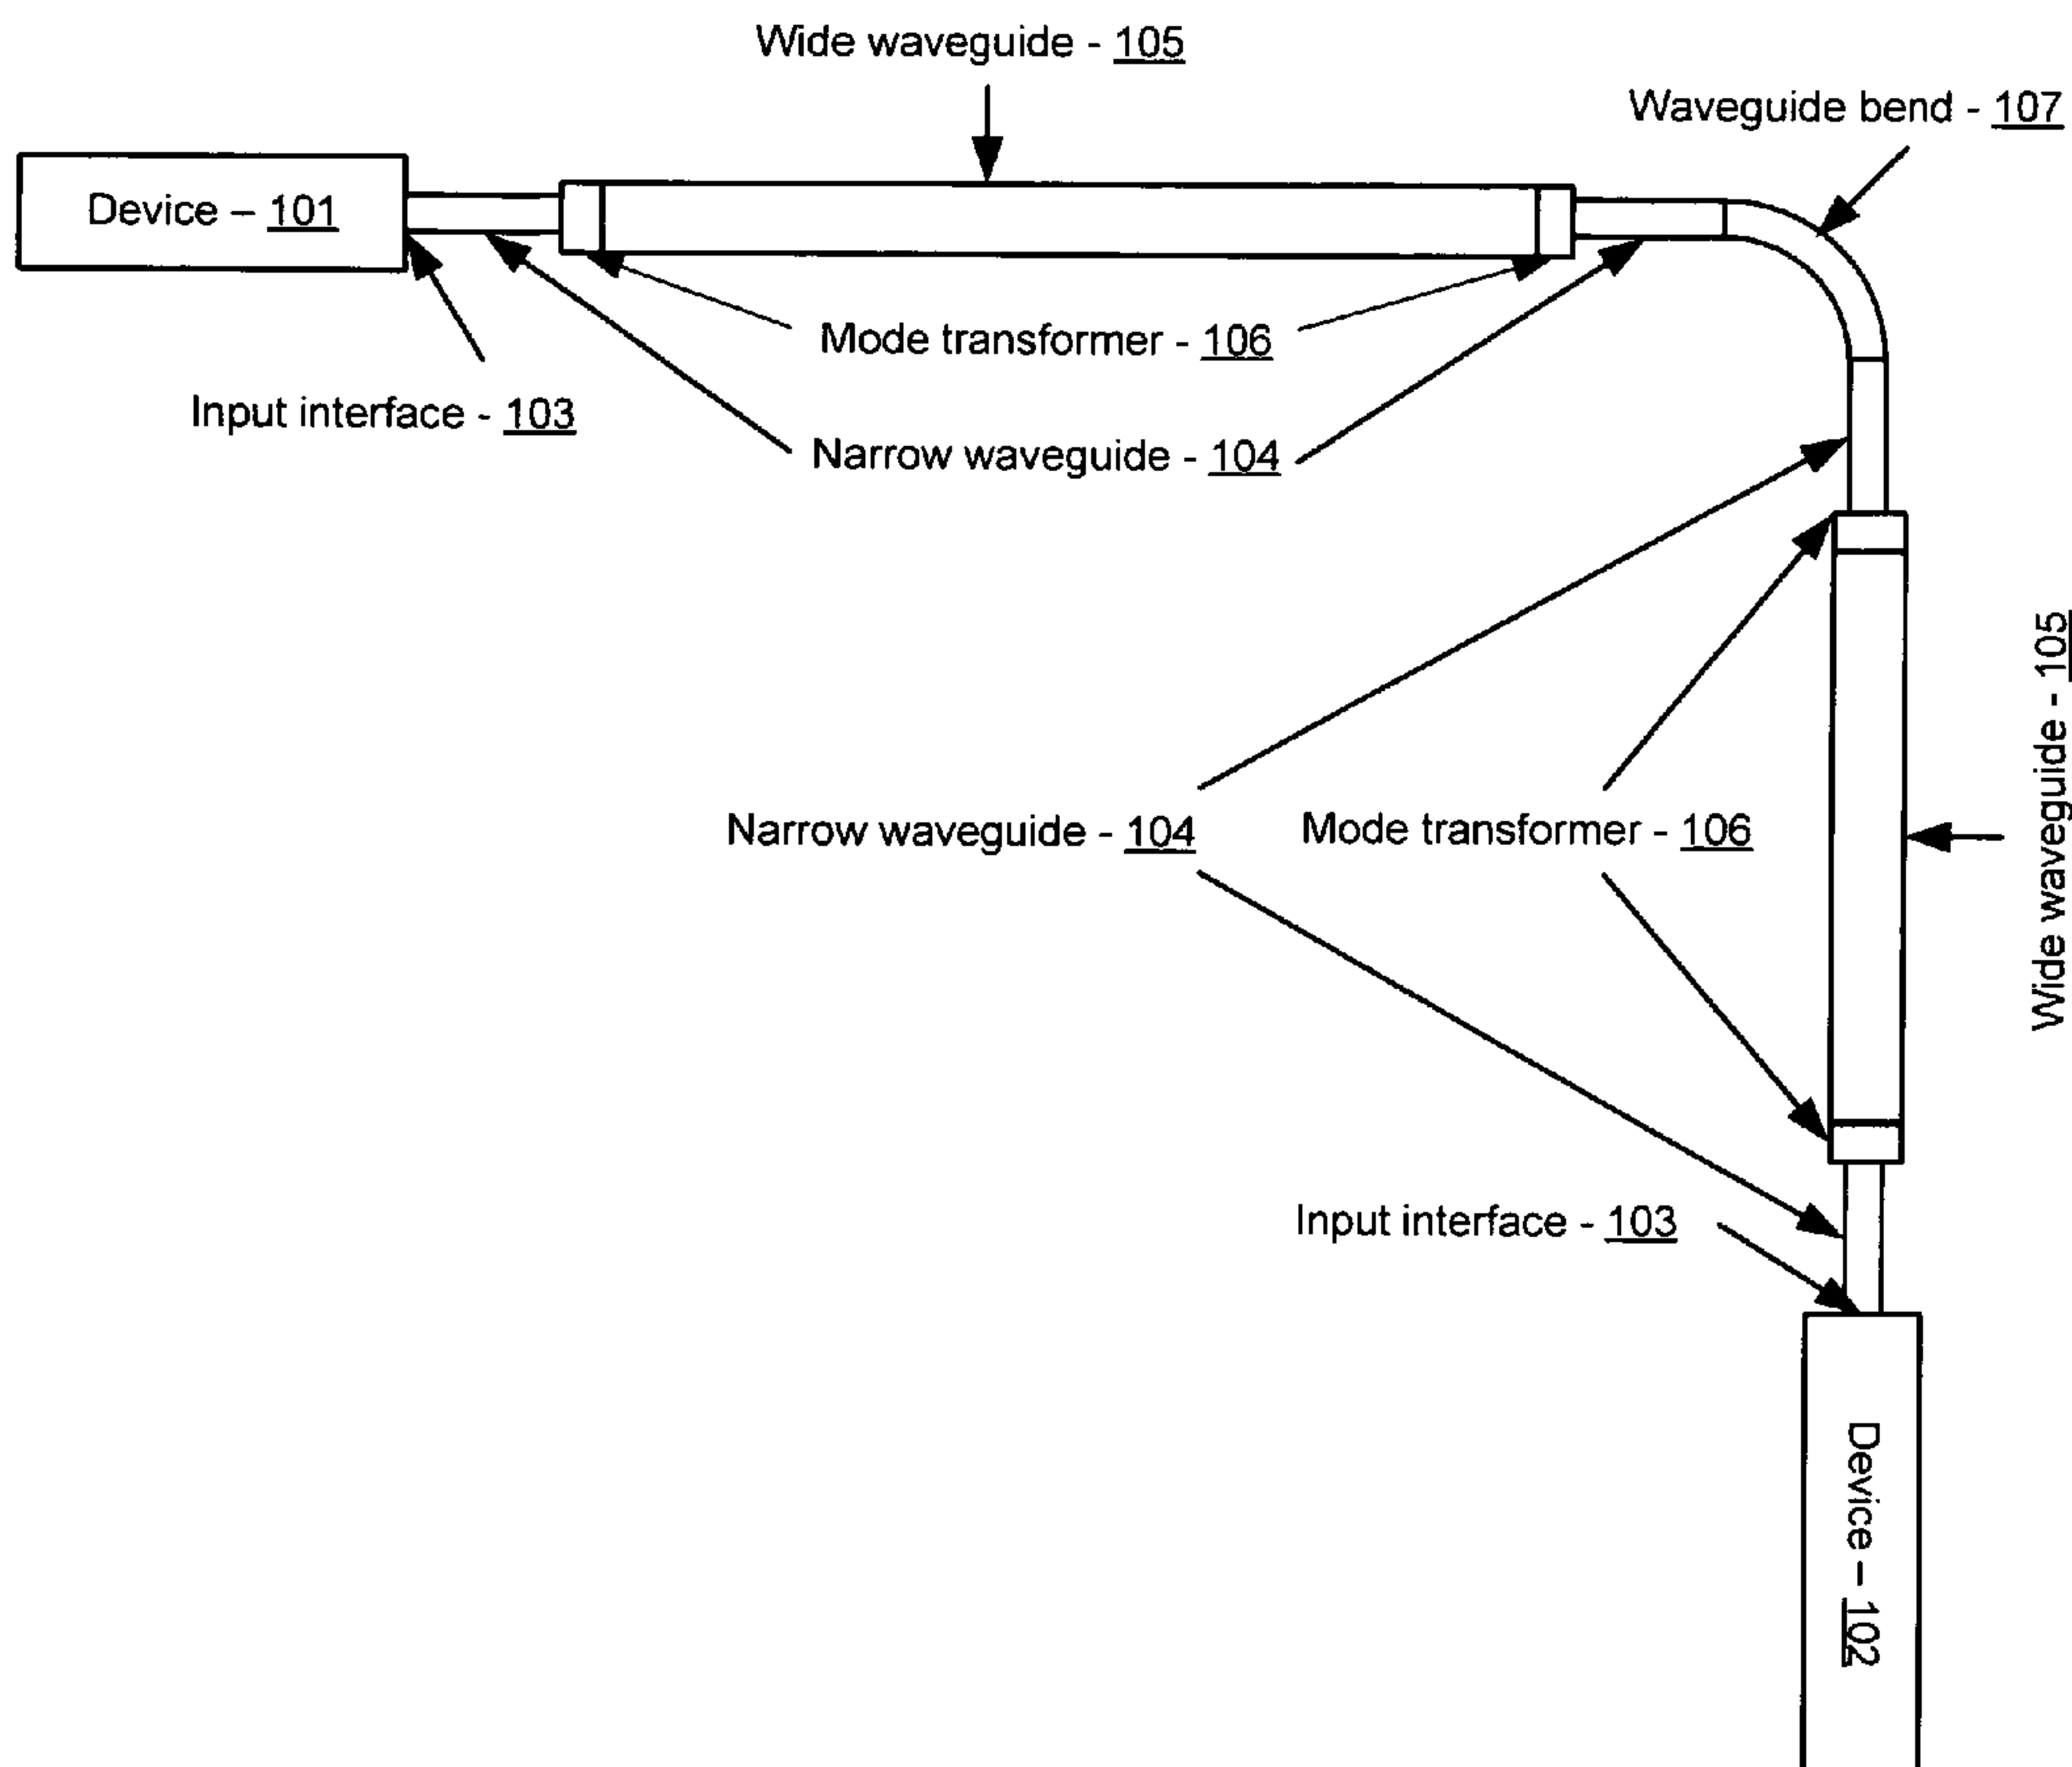 Wide waveguide - 105
Waveguide bend - 107
Device – 101
Mode transformer - 106
Input interface - 103
Narrow waveguide - 104
Wide waveguide - 105
Narrow waveguide - 104
Mode transformer - 106
Input interface - 103
Device – 102